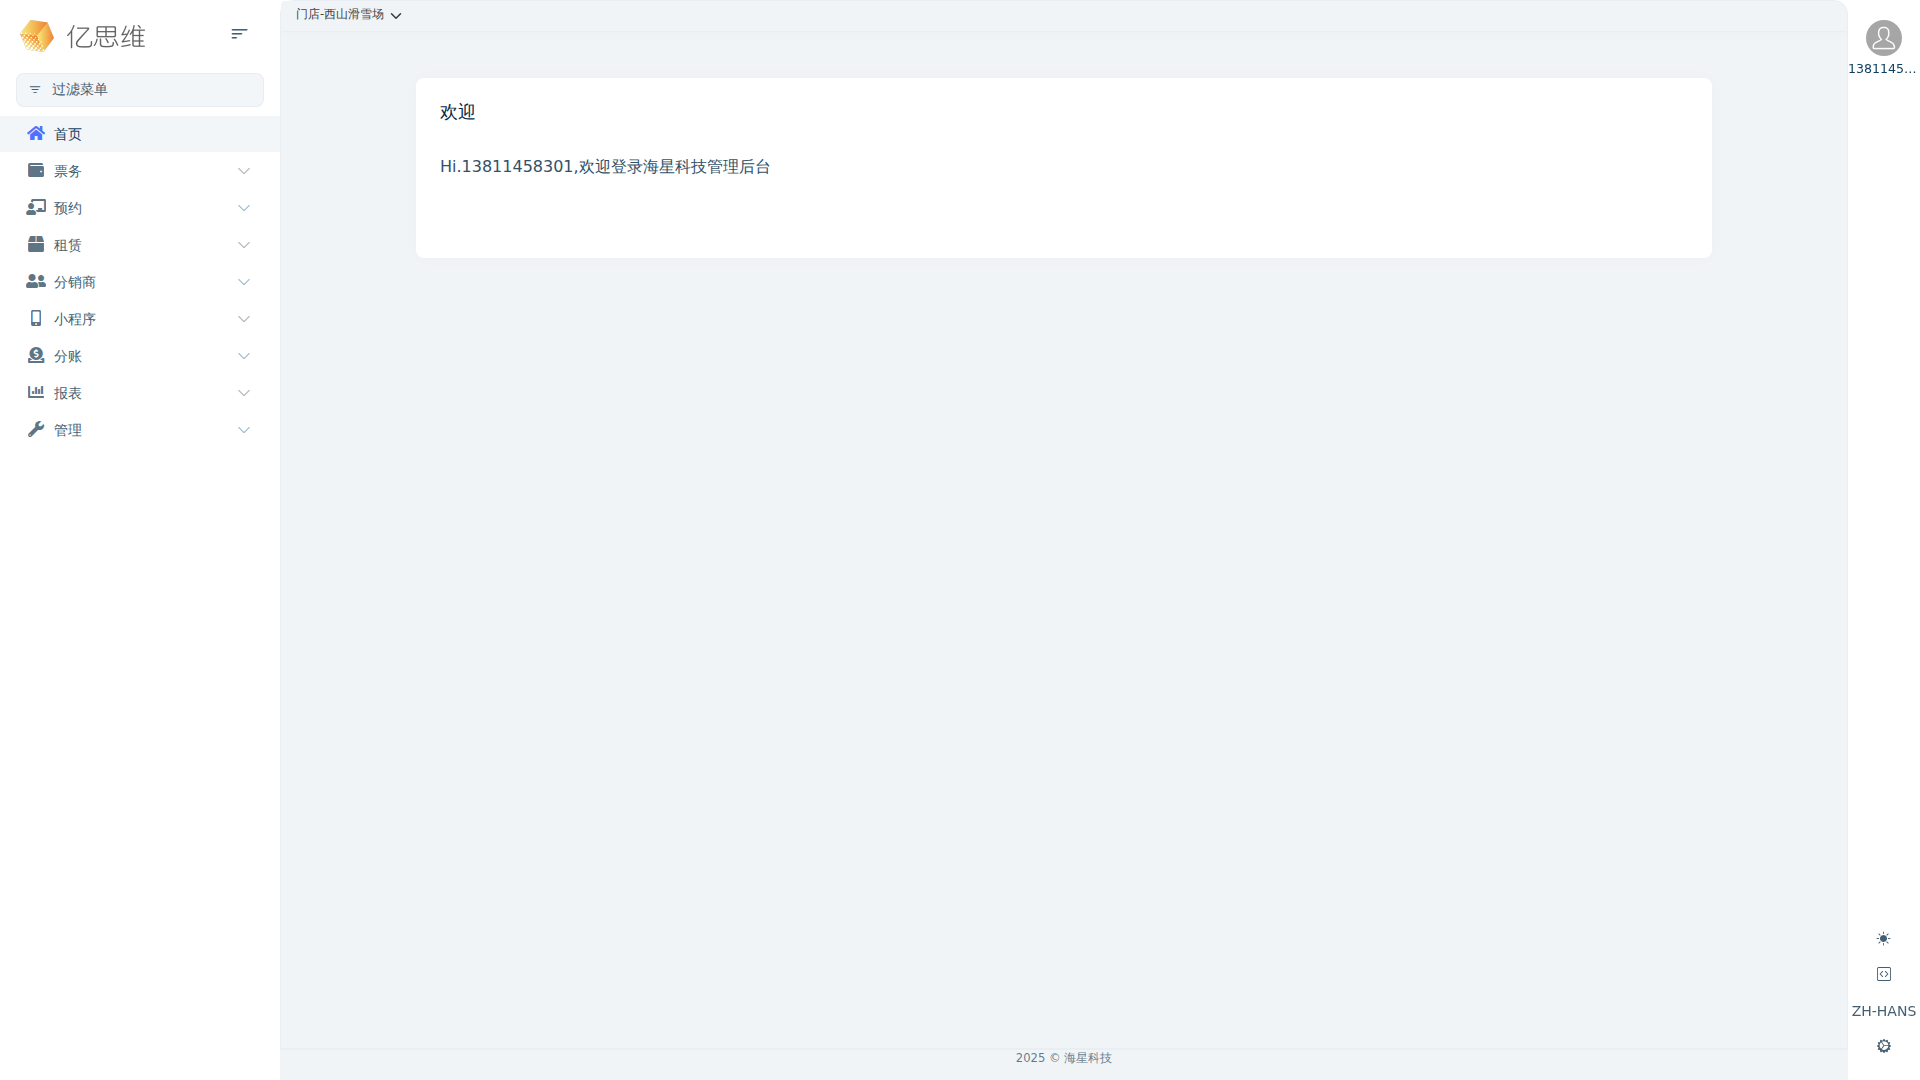 亿思维
过滤菜单
首页
票务
预约
租赁
分销商
小程序
分账
报表
管理
门店-西山滑雪场
欢迎
Hi.13811458301,欢迎登录海星科技管理后台
2025 © 海星科技
1381145...
ZH-HANS